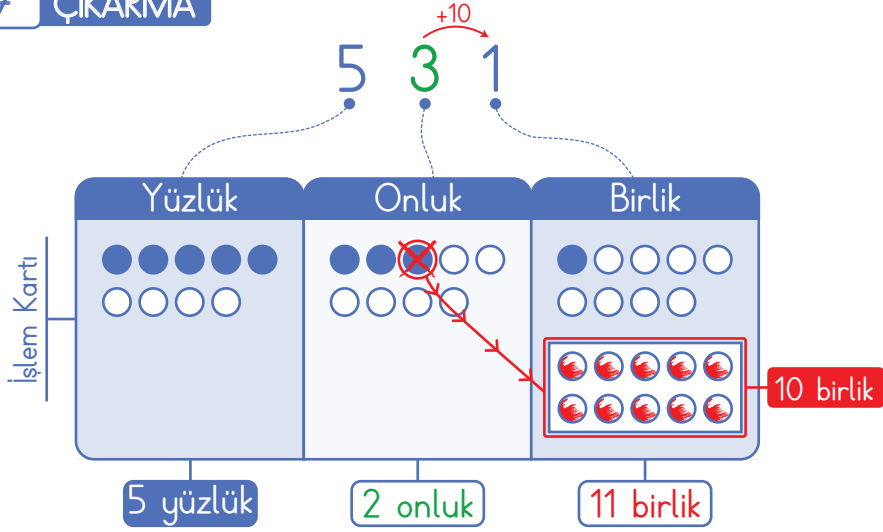 ÇIKARMA
+10
5 3 1
Yüzlük Onluk Birlik
İşlem Kartı
10 birlik
5 yüzlük 2 onluk 11 birlik